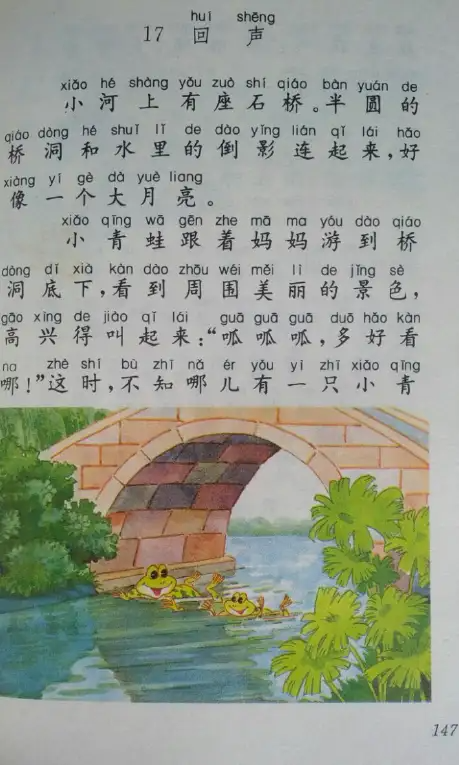 huí shēng
17 回声
xiǎo hé shàng yǒu zuò shí qiáo bàn yuán de
小河上有座石桥。半圆的
qiáo dòng hé shuǐ lǐ de dào yǐng lián qǐ lái hǎo
桥洞和水里的倒影连起来，好
xiàng yí gè dà yuè liang
像一个大月亮。
xiǎo qīng wā gēn zhe mā ma yóu dào qiáo
小青蛙跟着妈妈游到桥
dòng dǐ xià kàn dào zhōu wéi měi lì de jǐng sè
洞底下，看到周围美丽的景色，
gāo xìng de jiào qǐ lái guā guā guā duō hǎo kàn
高兴得叫起来：“呱呱呱，多好看
na zhè shí bù zhī nǎ ér yǒu yì zhī xiǎo qīng
哪！”这时，不知哪儿有一只小青
147